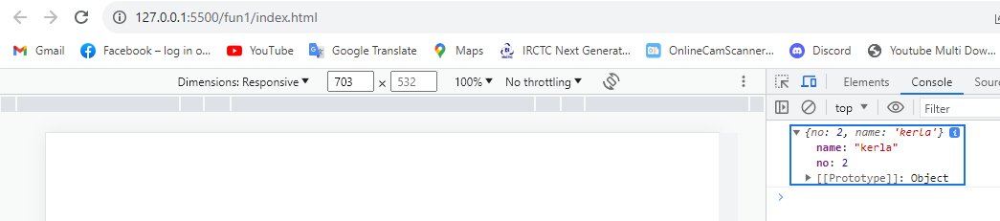 127.0.0.1:5500/fun1/index.html
Gmail Facebook – log in o... YouTube Google Translate Maps IRCTC Next Generat... OnlineCamScanner... Discord Youtube Multi Dow...
Dimensions: Responsive ▼ 703 × 532 100% ▼ No throttling ▼
Elements Console Sour
top ▼ Filter
▼ {no: 2, name: 'kerla'} i
name: "kerla"
no: 2
▶ [[Prototype]]: Object
>